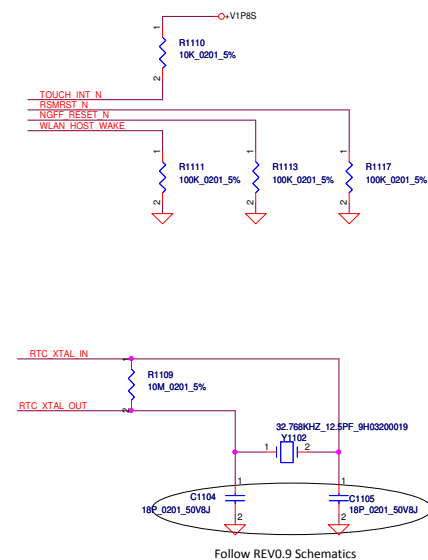 +V1P8S
R1110
10K_0201_5%
1
2
TOUCH_INT_N
RSMRST_N
NGFF_RESET_N
WLAN_HOST_WAKE
1
1
1
R1111
R1113
R1117
100K_0201_5%
100K_0201_5%
100K_0201_5%
2
2
2
RTC_XTAL_IN
1
R1109
10M_0201_5%
RTC_XTAL_OUT
2
32.768KHZ_12.5PF_9H03200019
Y1102
1
2
1
1
C1104
C1105
18P_0201_50V8J
18P_0201_50V8J
2
2
Follow REV0.9 Schematics